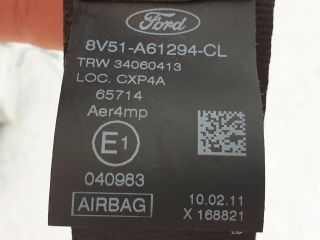 Ford
8V51-A61294-CL
TRW 34060413
LOC. CXP4A
65714
Aer4mp
E1
040983
AIRBAG
10.02.11
X 168821